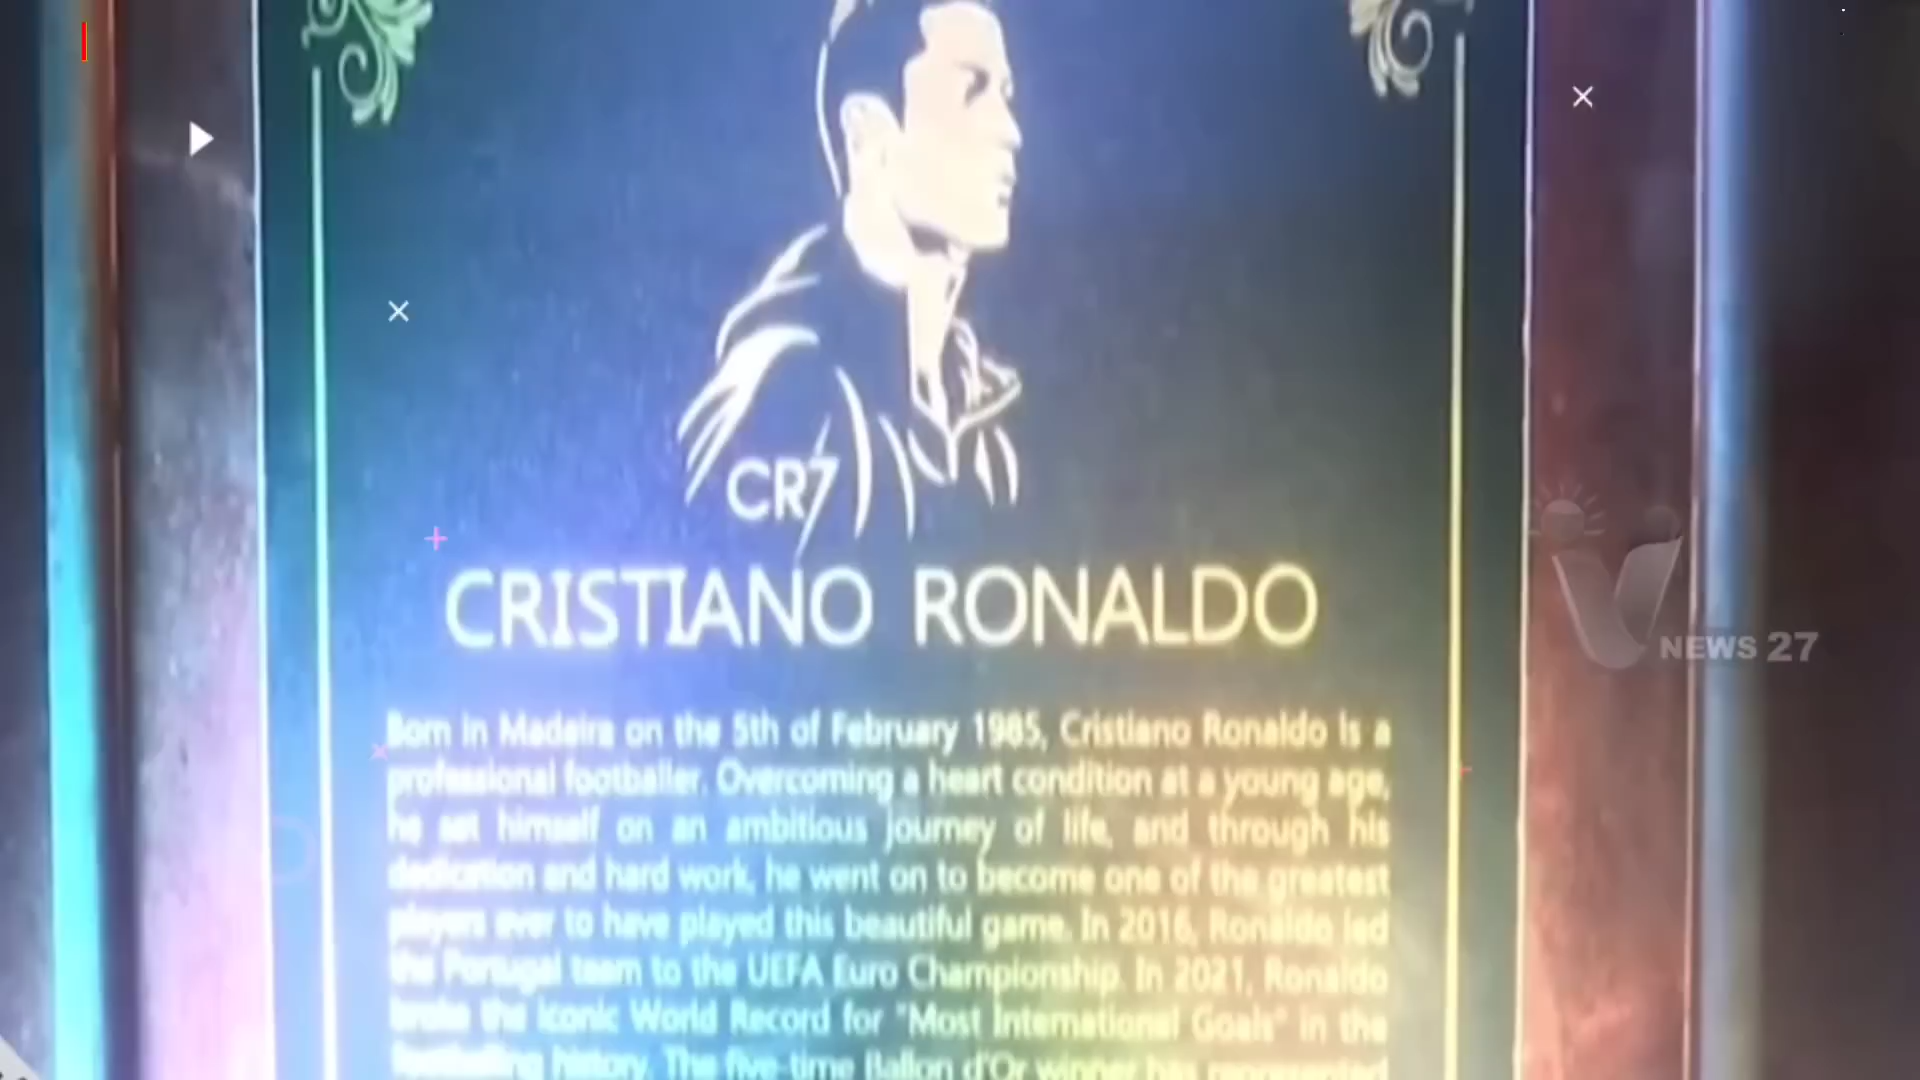 CR7
CRISTIANO RONALDO
Born in Madeira on the 5th of February 1985, Cristiano Ronaldo is a
professional footballer. Overcoming a heart condition at a young age,
he set himself on an ambitious journey of life, and through his
dedication and hard work, he went on to become one of the greatest
players ever to have played this beautiful game. In 2016, Ronaldo led
the Portugal team to the UEFA Euro Championship. In 2021, Ronaldo
broke the iconic World Record for "Most International Goals" in the
footballing history. The five-time Ballon d'Or winner has represented
V NEWS 27